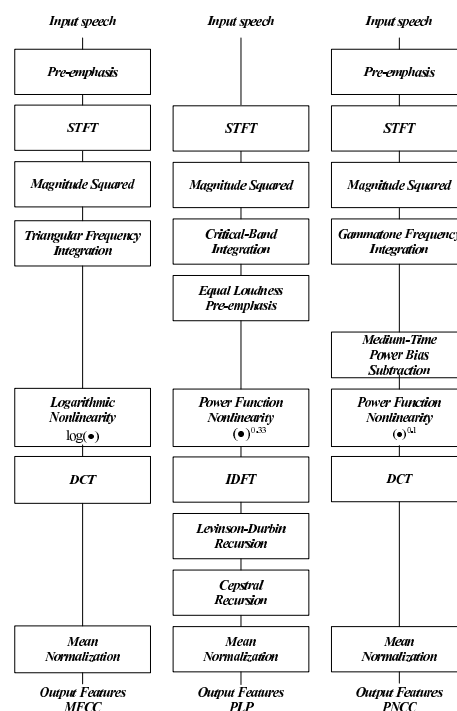 Input speech
Pre-emphasis
STFT
Magnitude Squared
Triangular Frequency
Integration
Logarithmic
Nonlinearity
log(●)
DCT
Mean
Normalization
Output Features
MFCC
Input speech
STFT
Magnitude Squared
Critical-Band
Integration
Equal Loudness
Pre-emphasis
Power Function
Nonlinearity
(●)^0.33
IDFT
Levinson-Durbin
Recursion
Cepstral
Recursion
Mean
Normalization
Output Features
PLP
Input speech
Pre-emphasis
STFT
Magnitude Squared
Gammatone Frequency
Integration
Medium-Time
Power Bias
Subtraction
Power Function
Nonlinearity
(●)^0.1
DCT
Mean
Normalization
Output Features
PNCC